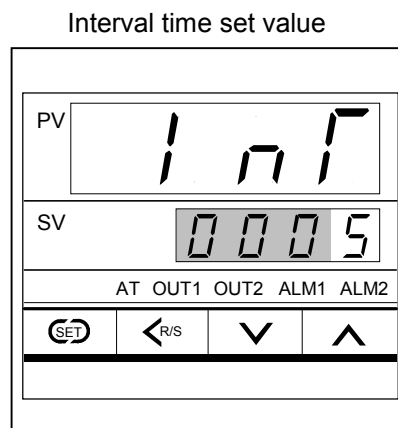 Interval time set value
PV
InT
SV
0005
AT OUT1 OUT2 ALM1 ALM2
SET R/S